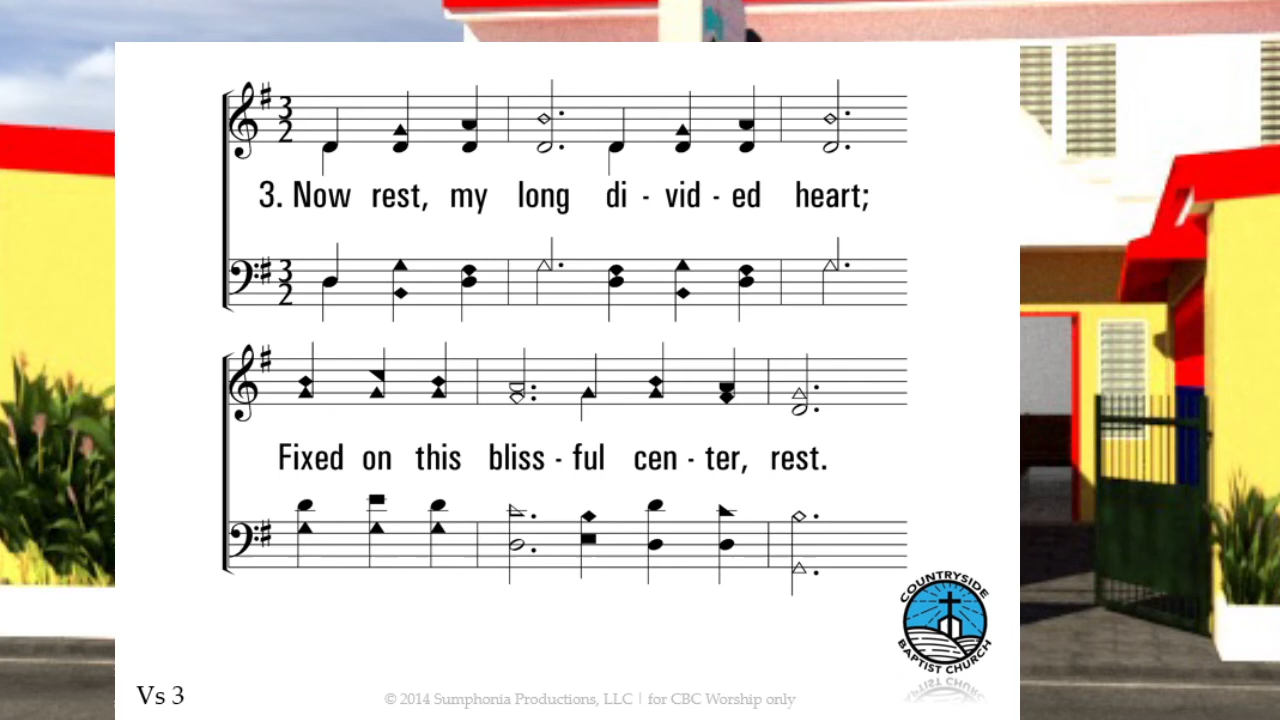 3. Now rest, my long di - vid - ed heart;
Fixed on this bliss - ful cen - ter, rest.
COUNTRYSIDE
BAPTIST CHURCH
Vs 3
© 2014 Sumphonia Productions, LLC | for CBC Worship only